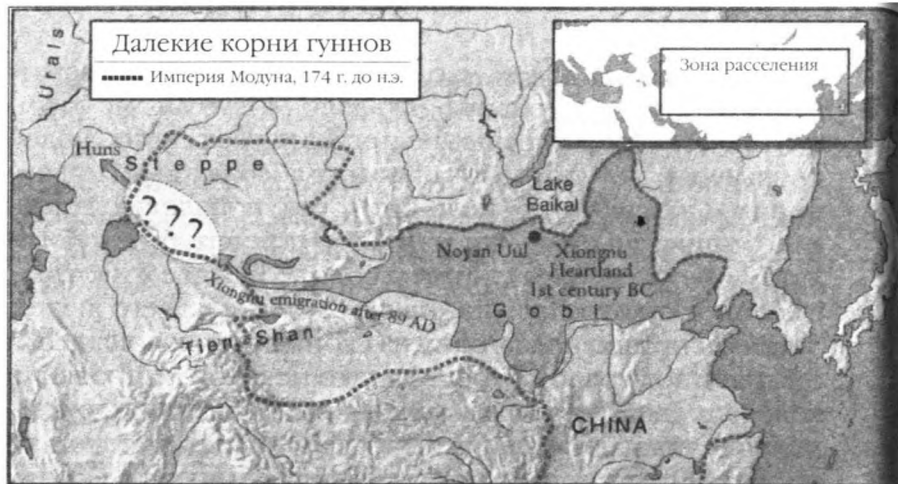 Далекие корни гуннов
Империя Модуна, 174 г. до н.э.
Зона расселения
Urals
Huns
Steppe
? ? ?
Lake
Baikal
Noyan Uul
Xiongnu
Heartland
1st century BC
Gobi
Xiongnu emigration after 89 AD
Tien Shan
CHINA